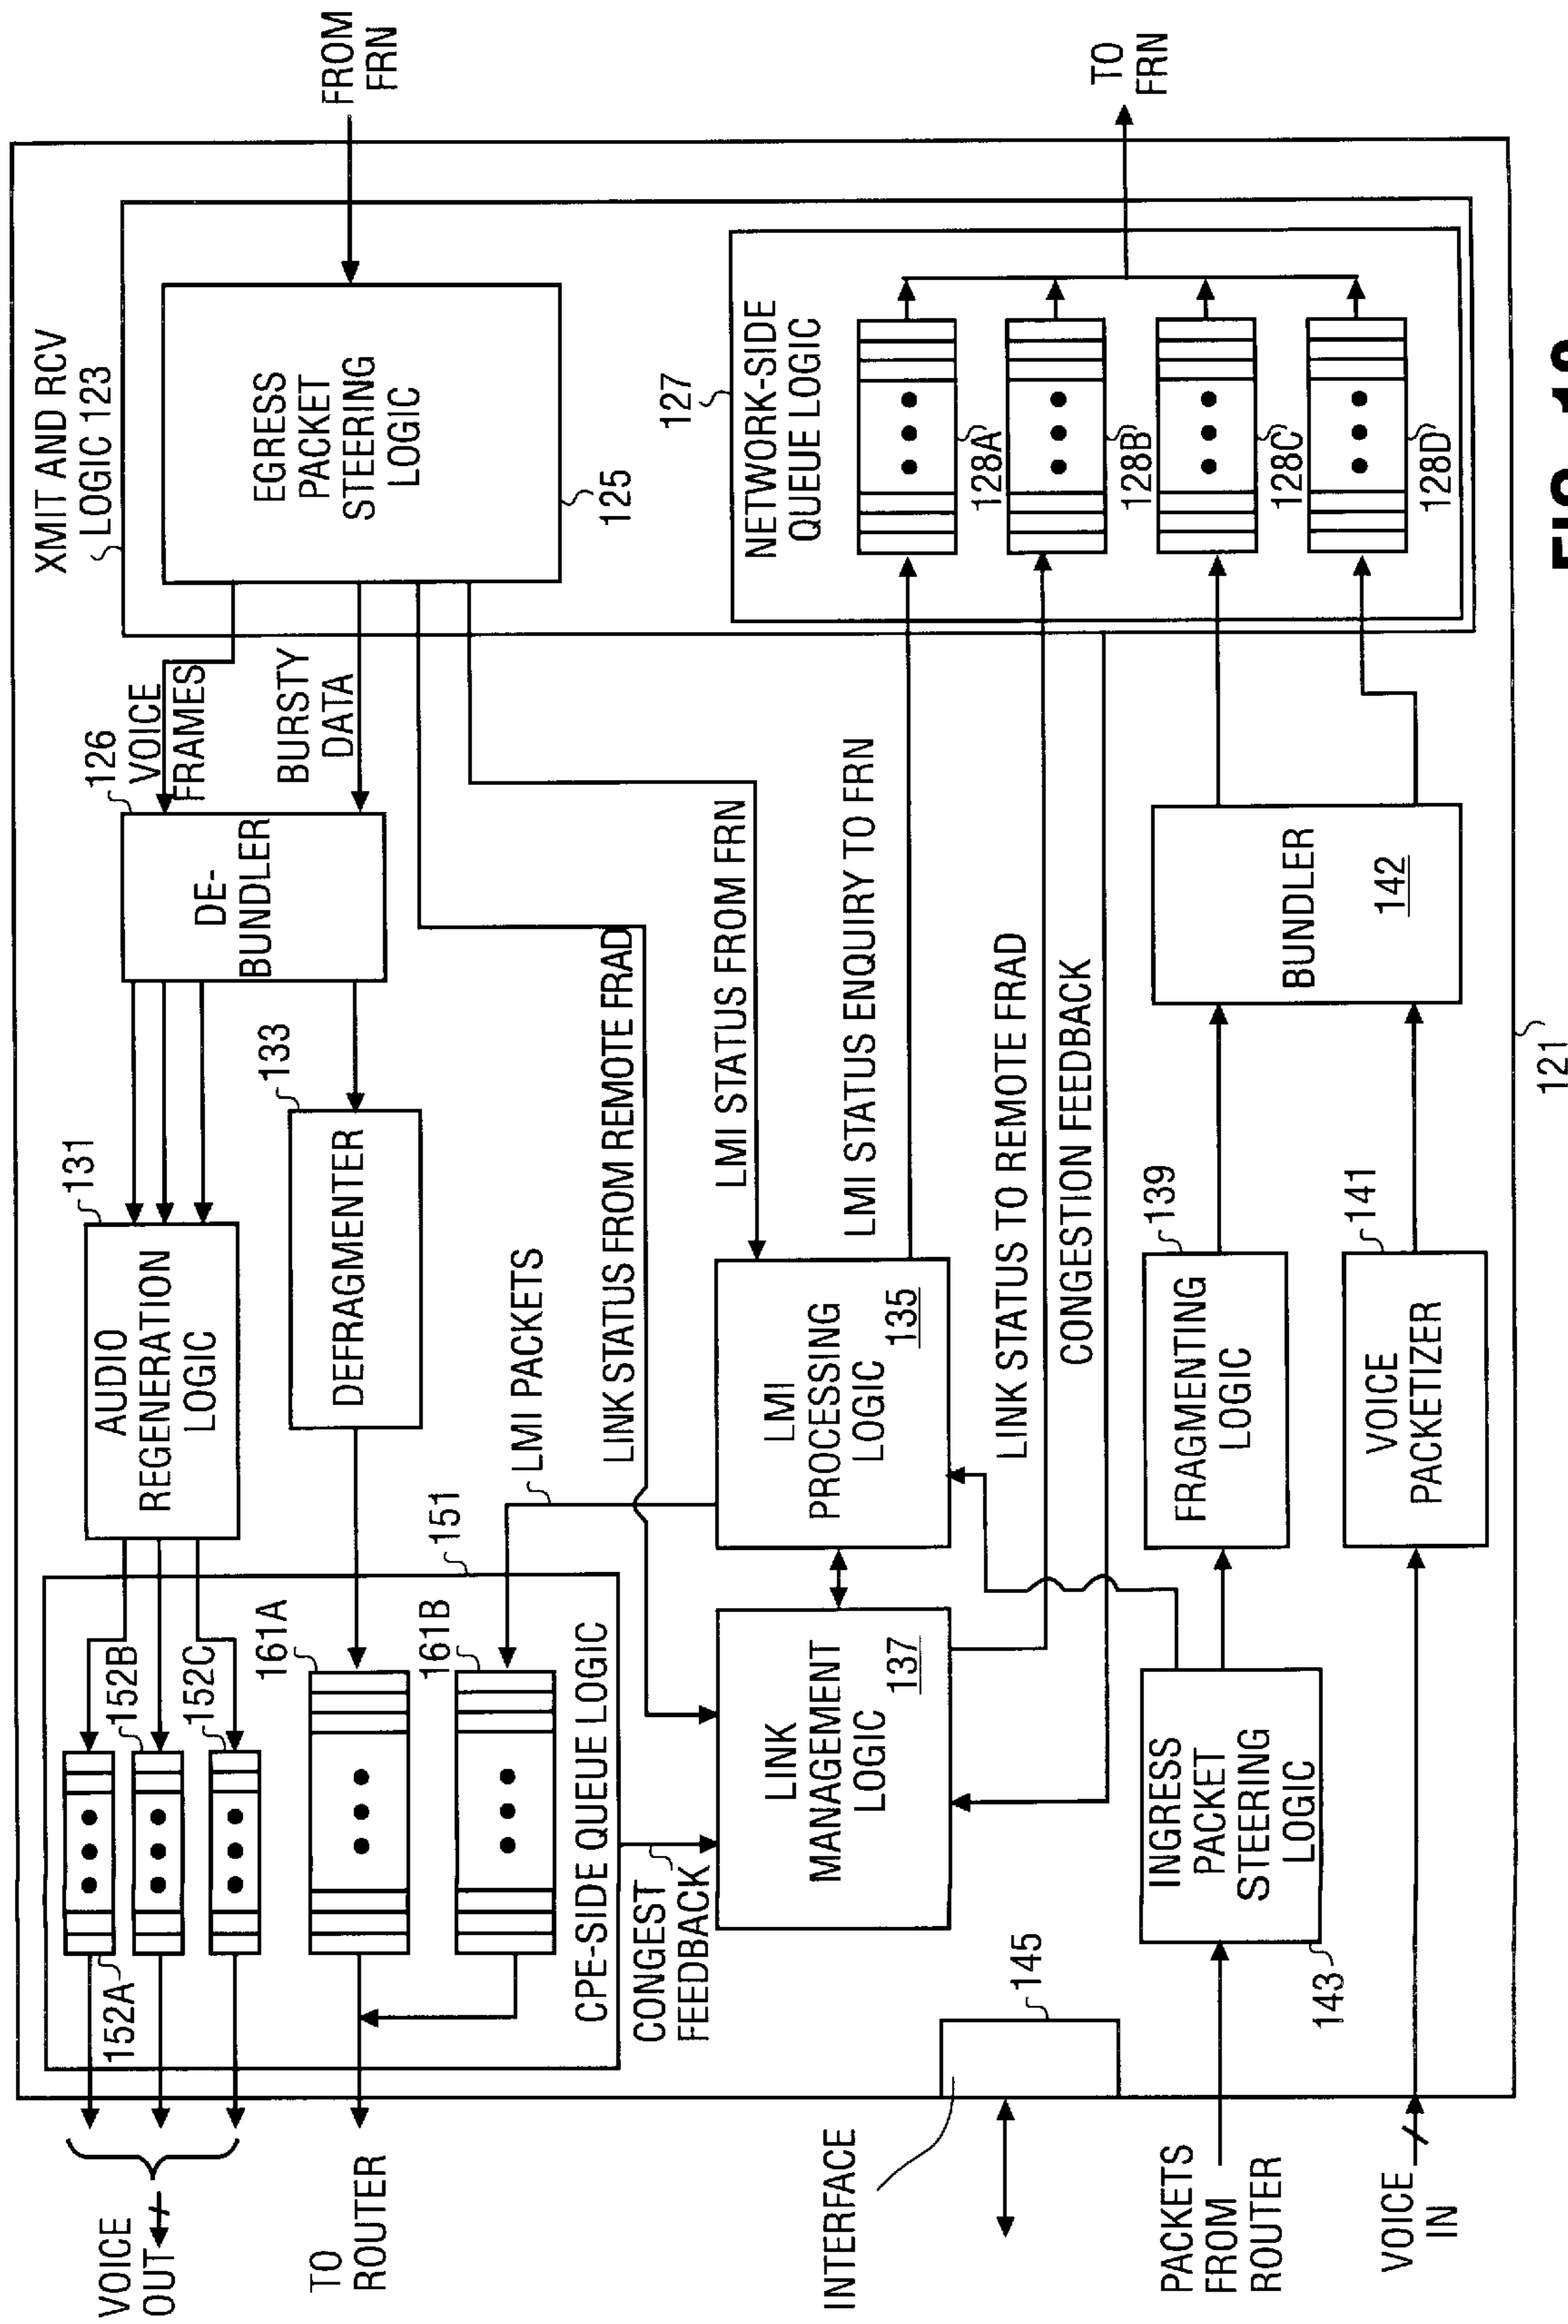 VOICE
OUT
TO
ROUTER
INTERFACE
PACKETS
FROM
ROUTER
VOICE
IN
152A
152B
152C
161A
161B
CPE-SIDE QUEUE LOGIC
151
CONGEST
FEEDBACK
145
143
INGRESS
PACKET
STEERING
LOGIC
LINK
MANAGEMENT
LOGIC
137
AUDIO
REGENERATION
LOGIC
131
DEFRAGMENTER
133
LMI PACKETS
LMI
PROCESSING
LOGIC
135
FRAGMENTING
LOGIC
139
VOICE
PACKETIZER
141
LINK STATUS FROM REMOTE FRAD
LMI STATUS FROM FRN
LMI STATUS ENQUIRY TO FRN
LINK STATUS TO REMOTE FRAD
CONGESTION FEEDBACK
DE-
BUNDLER
126
VOICE
FRAMES
BURSTY
DATA
BUNDLER
142
121
XMIT AND RCV
LOGIC 123
EGRESS
PACKET
STEERING
LOGIC
125
127
NETWORK-SIDE
QUEUE LOGIC
128A
128B
128C
128D
FROM
FRN
TO
FRN